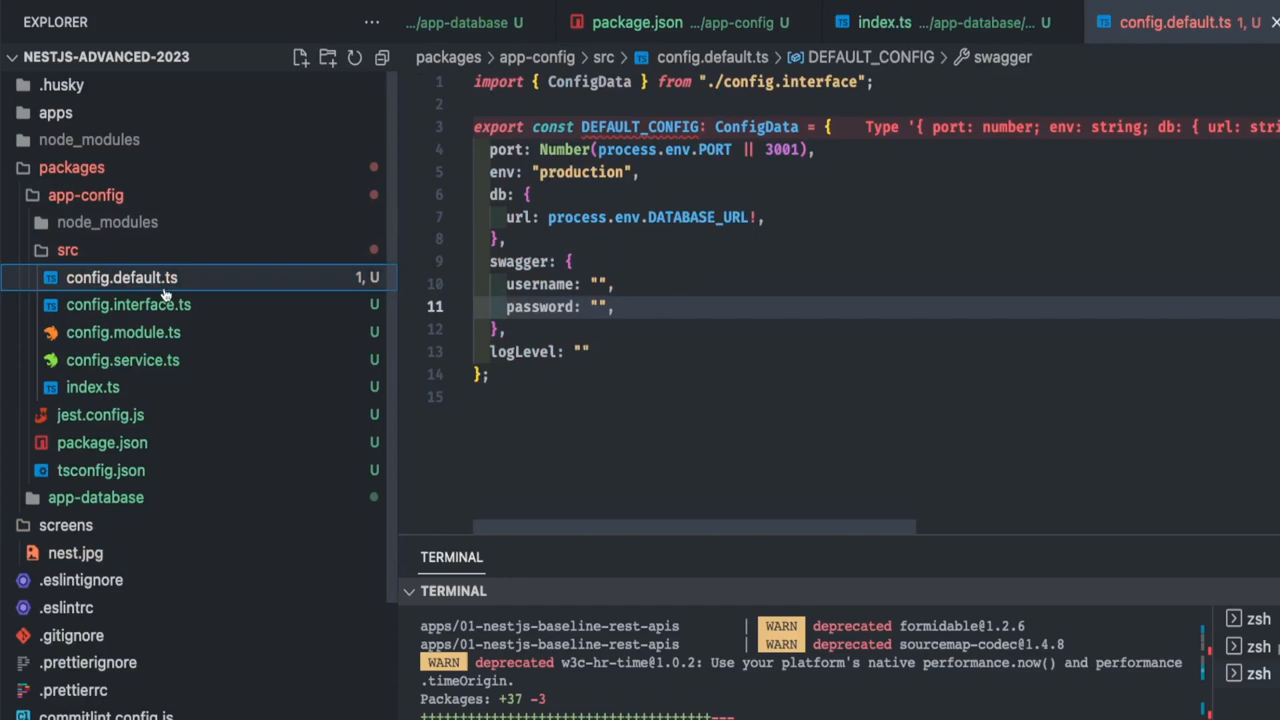 EXPLORER
NESTJS-ADVANCED-2023
.husky
apps
node_modules
packages
app-config
node_modules
src
config.default.ts 1, U
config.interface.ts U
config.module.ts U
config.service.ts U
index.ts U
jest.config.js U
package.json U
tsconfig.json U
app-database
screens
nest.jpg
.eslintignore
.eslintrc
.gitignore
.prettierignore
.prettierrc
commitlint.config.js
.../app-database U
package.json .../app-config U
index.ts .../app-database/... U
config.default.ts 1, U
packages > app-config > src > config.default.ts > DEFAULT_CONFIG > swagger
1 import { ConfigData } from "./config.interface";
2
3 export const DEFAULT_CONFIG: ConfigData = { Type '{ port: number; env: string; db: { url: stri
4 port: Number(process.env.PORT || 3001),
5 env: "production",
6 db: {
7 url: process.env.DATABASE_URL!,
8 },
9 swagger: {
10 username: "",
11 password: "",
12 },
13 logLevel: ""
14 };
15
TERMINAL
TERMINAL
apps/01-nestjs-baseline-rest-apis | WARN deprecated formidable@1.2.6
apps/01-nestjs-baseline-rest-apis | WARN deprecated sourcemap-codec@1.4.8
WARN deprecated w3c-hr-time@1.0.2: Use your platform's native performance.now() and performance
.timeOrigin.
Packages: +37 -3
+++++++++++++++++++++++++++++++++++++---
zsh
zsh
zsh